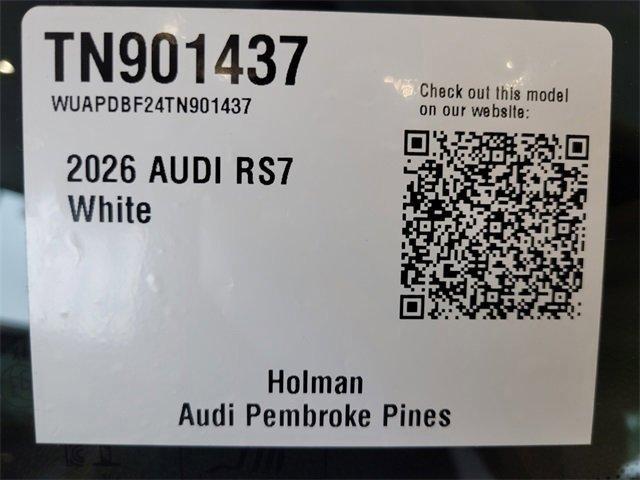 TN901437
WUAPDBF24TN901437
Check out this model
on our website:
2026 AUDI RS7
White
Holman
Audi Pembroke Pines